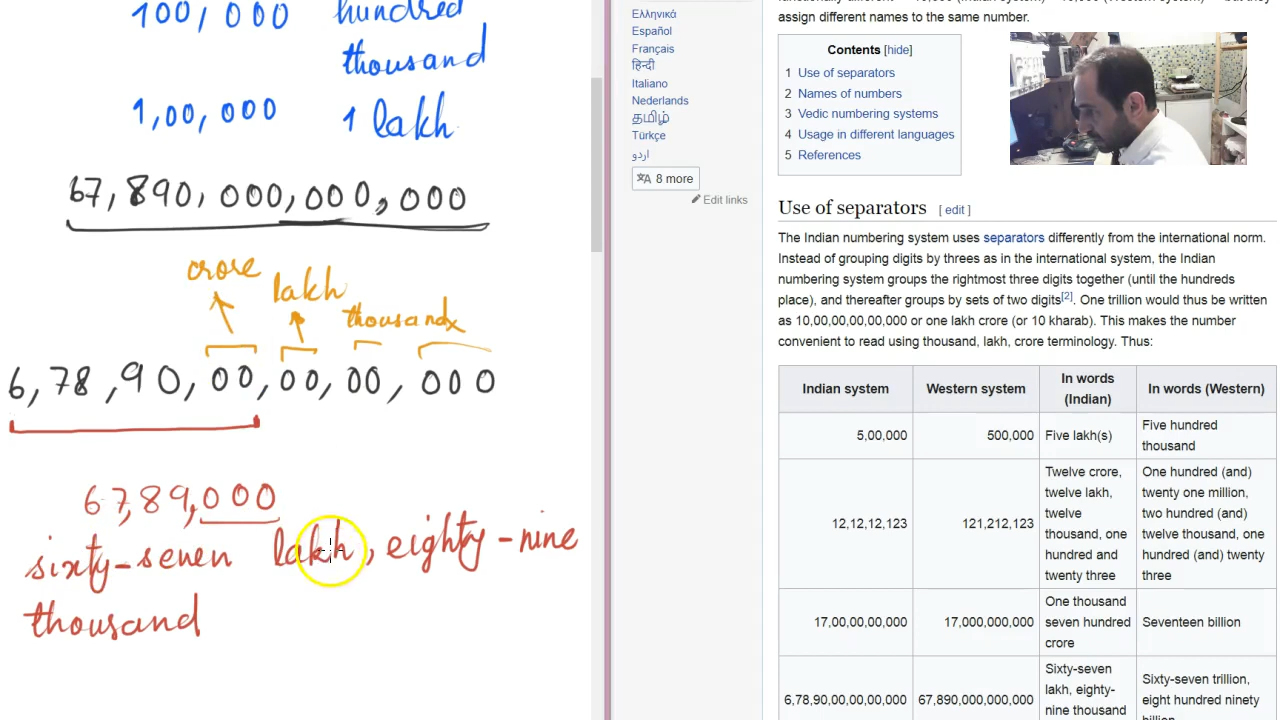 100,000 hundred
thousand
1,00,000 1 lakh
67,890,000,000,000
crore
lakh
thousand
6,78,90,00,00,00,000
67,89,000
sixty-seven lakh, eighty-nine
thousand
Ελληνικά
Español
Français
हिन्दी
Italiano
Nederlands
தமிழ்
Türkçe
اردو
8 more
Edit links
assign different names to the same number.
Contents [hide]
1 Use of separators
2 Names of numbers
3 Vedic numbering systems
4 Usage in different languages
5 References
Use of separators [ edit ]
The Indian numbering system uses separators differently from the international norm.
Instead of grouping digits by threes as in the international system, the Indian
numbering system groups the rightmost three digits together (until the hundreds
place), and thereafter groups by sets of two digits[2]. One trillion would thus be written
as 10,00,00,00,00,000 or one lakh crore (or 10 kharab). This makes the number
convenient to read using thousand, lakh, crore terminology. Thus:
Indian system Western system In words (Indian) In words (Western)
5,00,000 500,000 Five lakh(s) Five hundred thousand
12,12,12,123 121,212,123 Twelve crore, twelve lakh, twelve thousand, one hundred and twenty three One hundred (and) twenty one million, two hundred (and) twelve thousand, one hundred (and) twenty three
17,00,00,00,000 17,000,000,000 One thousand seven hundred crore Seventeen billion
6,78,90,00,00,00,000 67,890,000,000,000 Sixty-seven lakh, eighty-nine thousand Sixty-seven trillion, eight hundred ninety